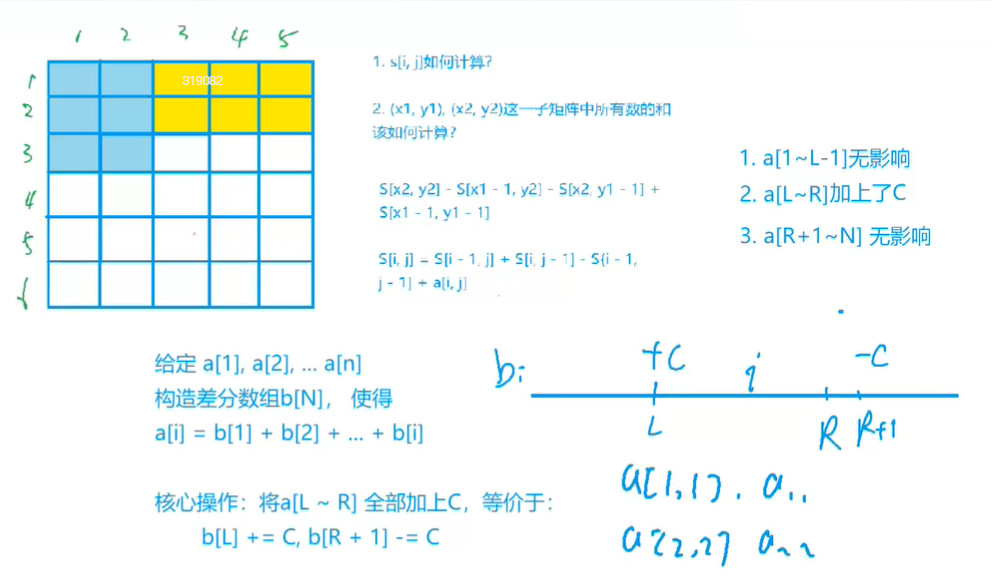 1 2 3 4 5
1
319082
2
3
4
5
1. s[i, j]如何计算?
2. (x1, y1), (x2, y2)这一子矩阵中所有数的和
该如何计算?
S[x2, y2] - S[x1 - 1, y2] - S[x2, y1 - 1] +
S[x1 - 1, y1 - 1]
S[i, j] = S[i - 1, j] + S[i, j - 1] - S{i - 1,
j - 1] + a[i, j]
1. a[1~L-1]无影响
2. a[L~R]加上了C
3. a[R+1~N] 无影响
给定 a[1], a[2], ... a[n]
构造差分数组b[N]， 使得
a[i] = b[1] + b[2] + ... + b[i]
核心操作：将a[L ~ R] 全部加上C，等价于：
b[L] += C, b[R + 1] -= C
+C i -C
bi
L R R+1
a[1,1]. a11
a[2,2] a22